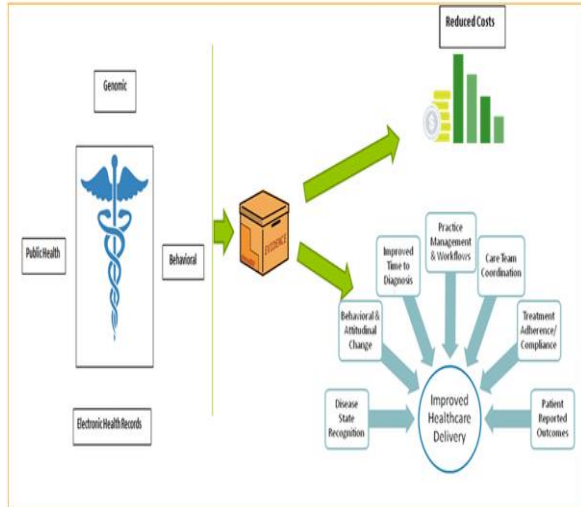 Reduced Costs
Genomic
Public Health
Behavioral
Electronic Health Records
EVIDENCE
Practice
Management
& Workflows
Improved
Time to
Diagnosis
Care Team
Coordination
Behavioral &
Attitudinal
Change
Treatment
Adherence/
Compliance
Disease
State
Recognition
Improved
Healthcare
Delivery
Patient
Reported
Outcomes